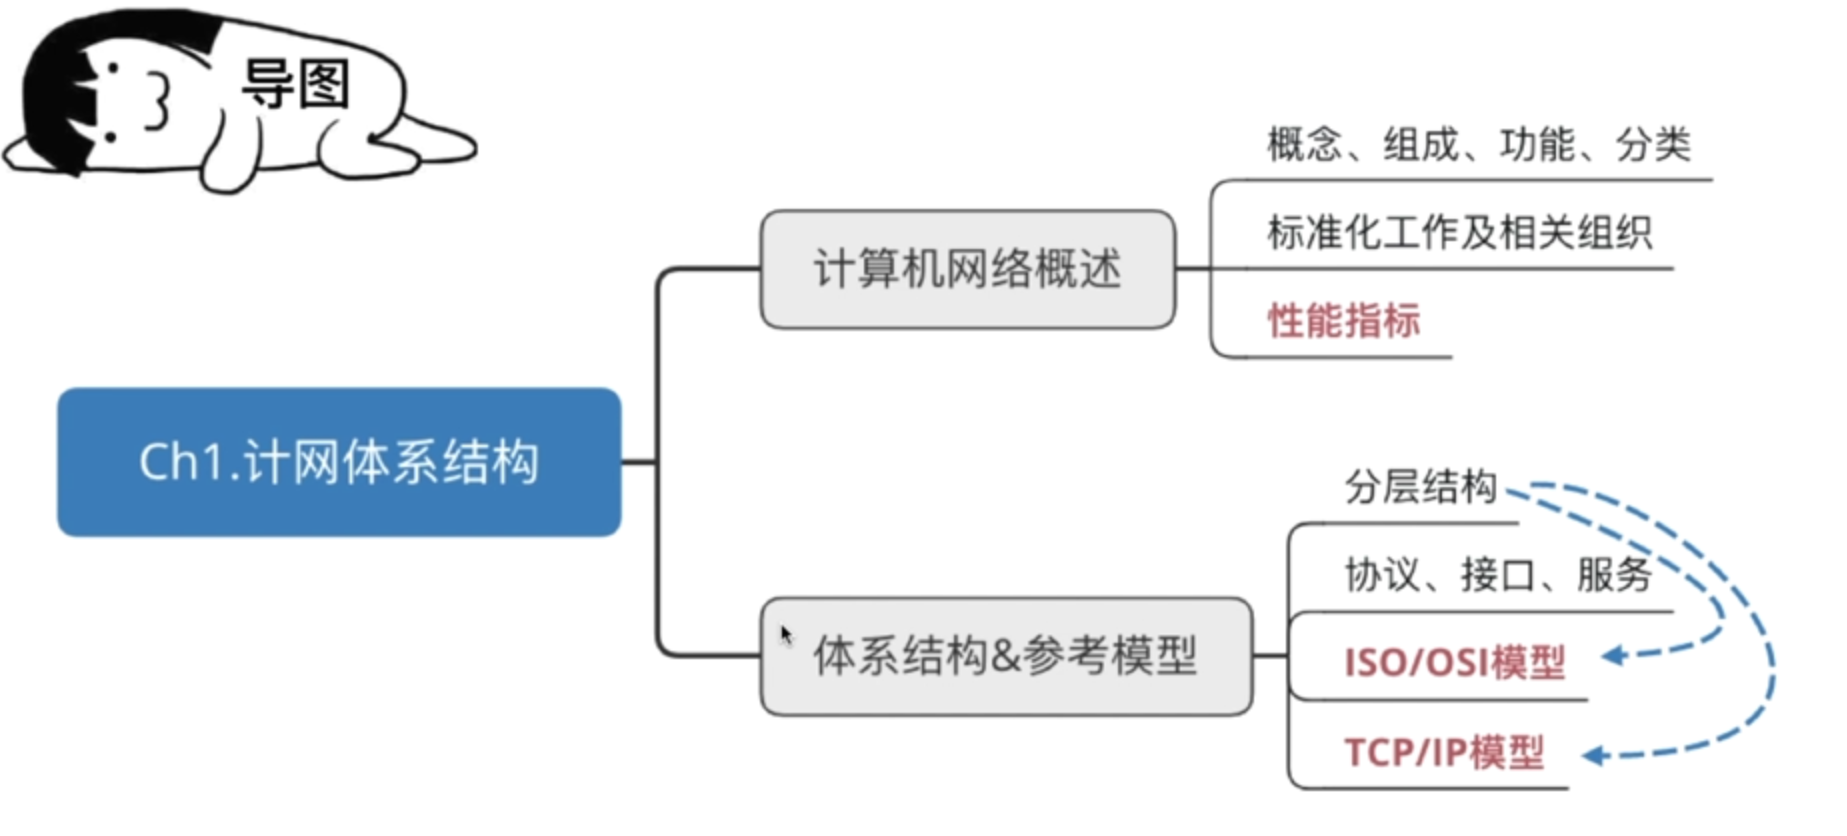 导图
Ch1.计网体系结构
计算机网络概述
概念、组成、功能、分类
标准化工作及相关组织
性能指标
体系结构&参考模型
分层结构
协议、接口、服务
ISO/OSI模型
TCP/IP模型